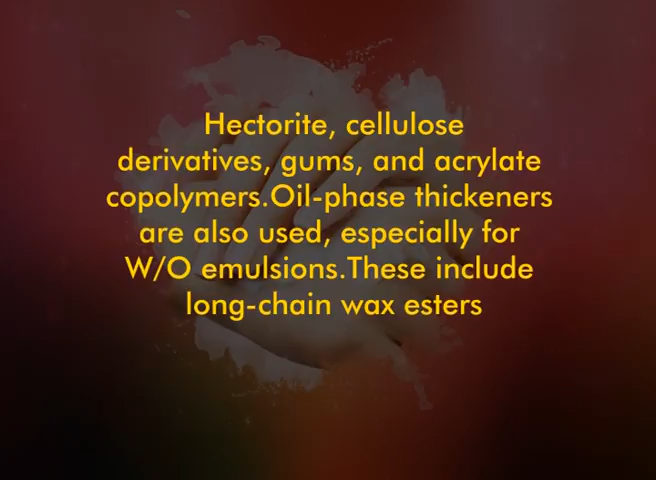 Hectorite, cellulose
derivatives, gums, and acrylate
copolymers.Oil-phase thickeners
are also used, especially for
W/O emulsions.These include
long-chain wax esters